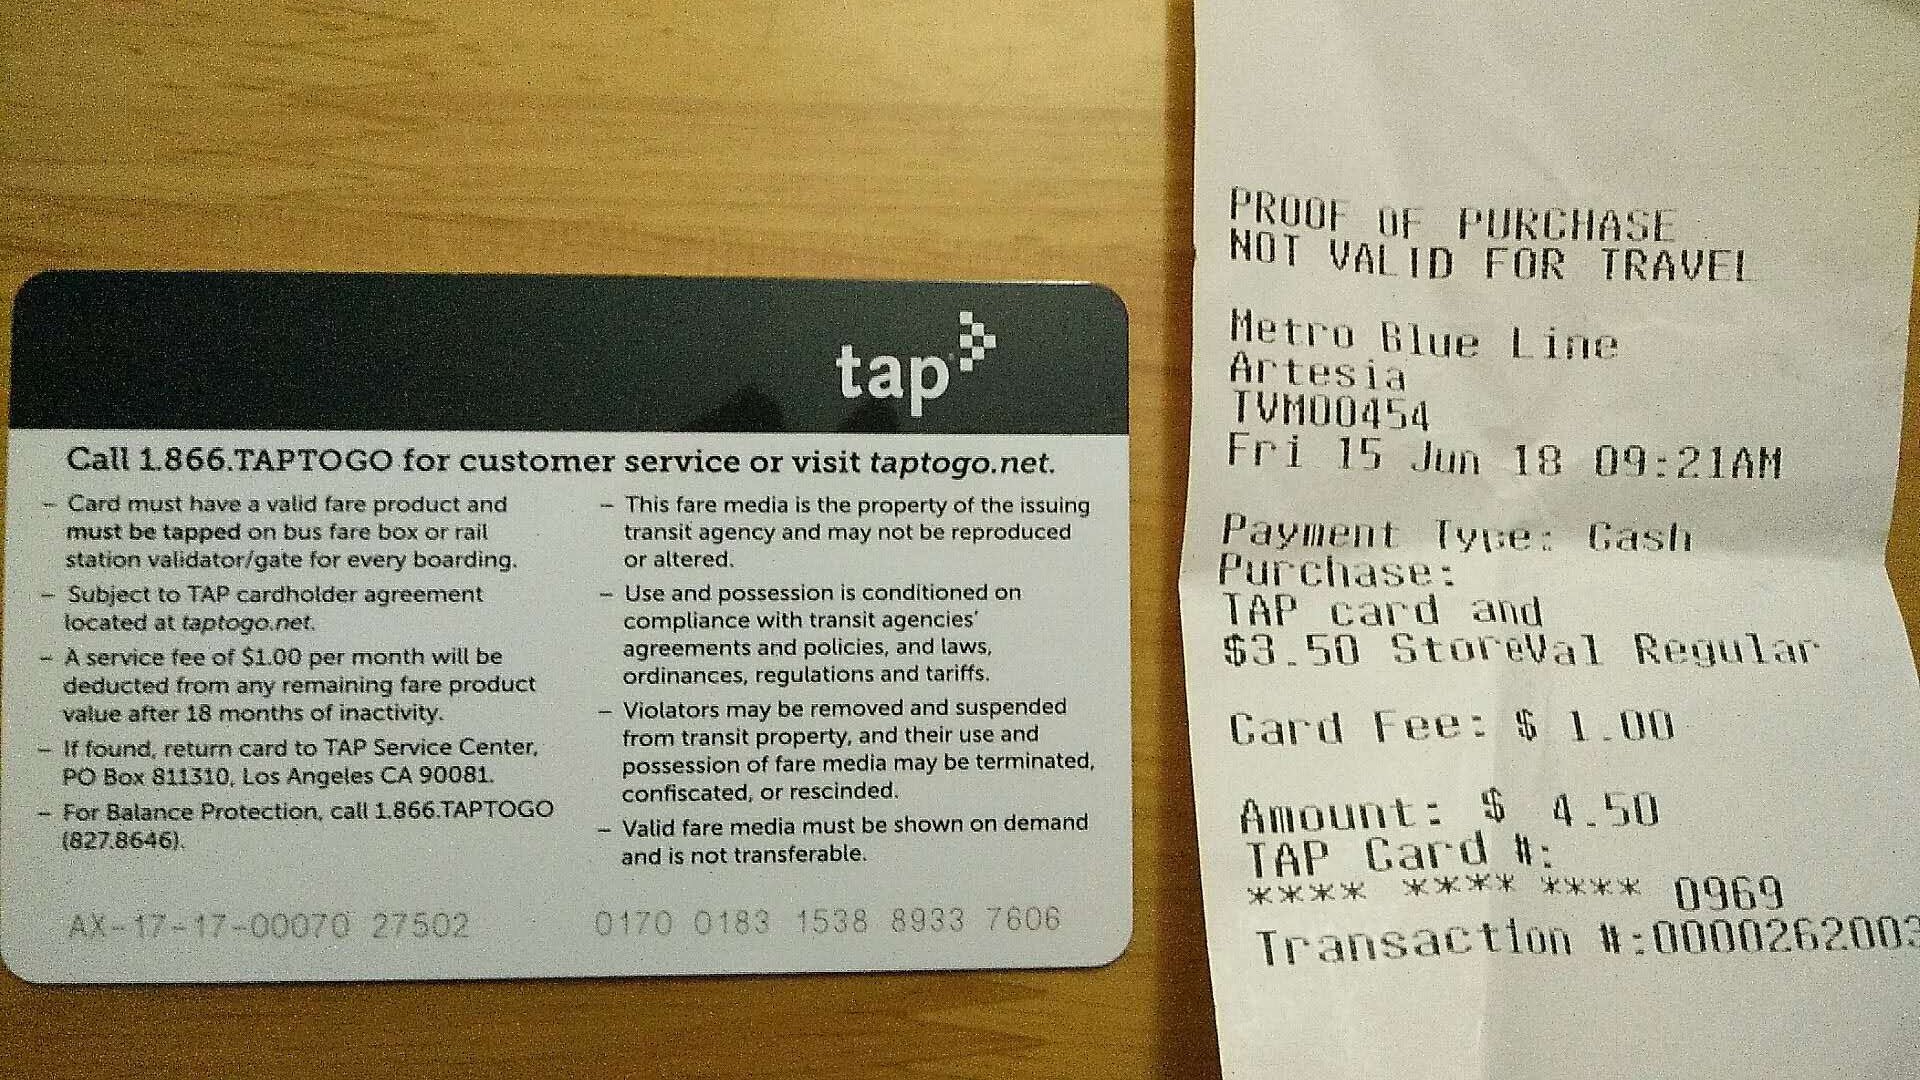 tap
Call 1.866.TAPTOGO for customer service or visit taptogo.net.
– Card must have a valid fare product and
must be tapped on bus fare box or rail
station validator/gate for every boarding.
– Subject to TAP cardholder agreement
located at taptogo.net.
– A service fee of $1.00 per month will be
deducted from any remaining fare product
value after 18 months of inactivity.
– If found, return card to TAP Service Center,
PO Box 811310, Los Angeles CA 90081.
– For Balance Protection, call 1.866.TAPTOGO
(827.8646).
– This fare media is the property of the issuing
transit agency and may not be reproduced
or altered.
– Use and possession is conditioned on
compliance with transit agencies'
agreements and policies, and laws,
ordinances, regulations and tariffs.
– Violators may be removed and suspended
from transit property, and their use and
possession of fare media may be terminated,
confiscated, or rescinded.
– Valid fare media must be shown on demand
and is not transferable.
AX-17-17-00070 27502
0170 0183 1538 8933 7606
PROOF OF PURCHASE
NOT VALID FOR TRAVEL
Metro Blue Line
Artesia
TVM00454
Fri 15 Jun 18 09:21AM
Payment Type: Cash
Purchase:
TAP card and
$3.50 StoreVal Regular
Card Fee: $ 1.00
Amount: $ 4.50
TAP Card #:
**** **** **** 0969
Transaction #:0000262003